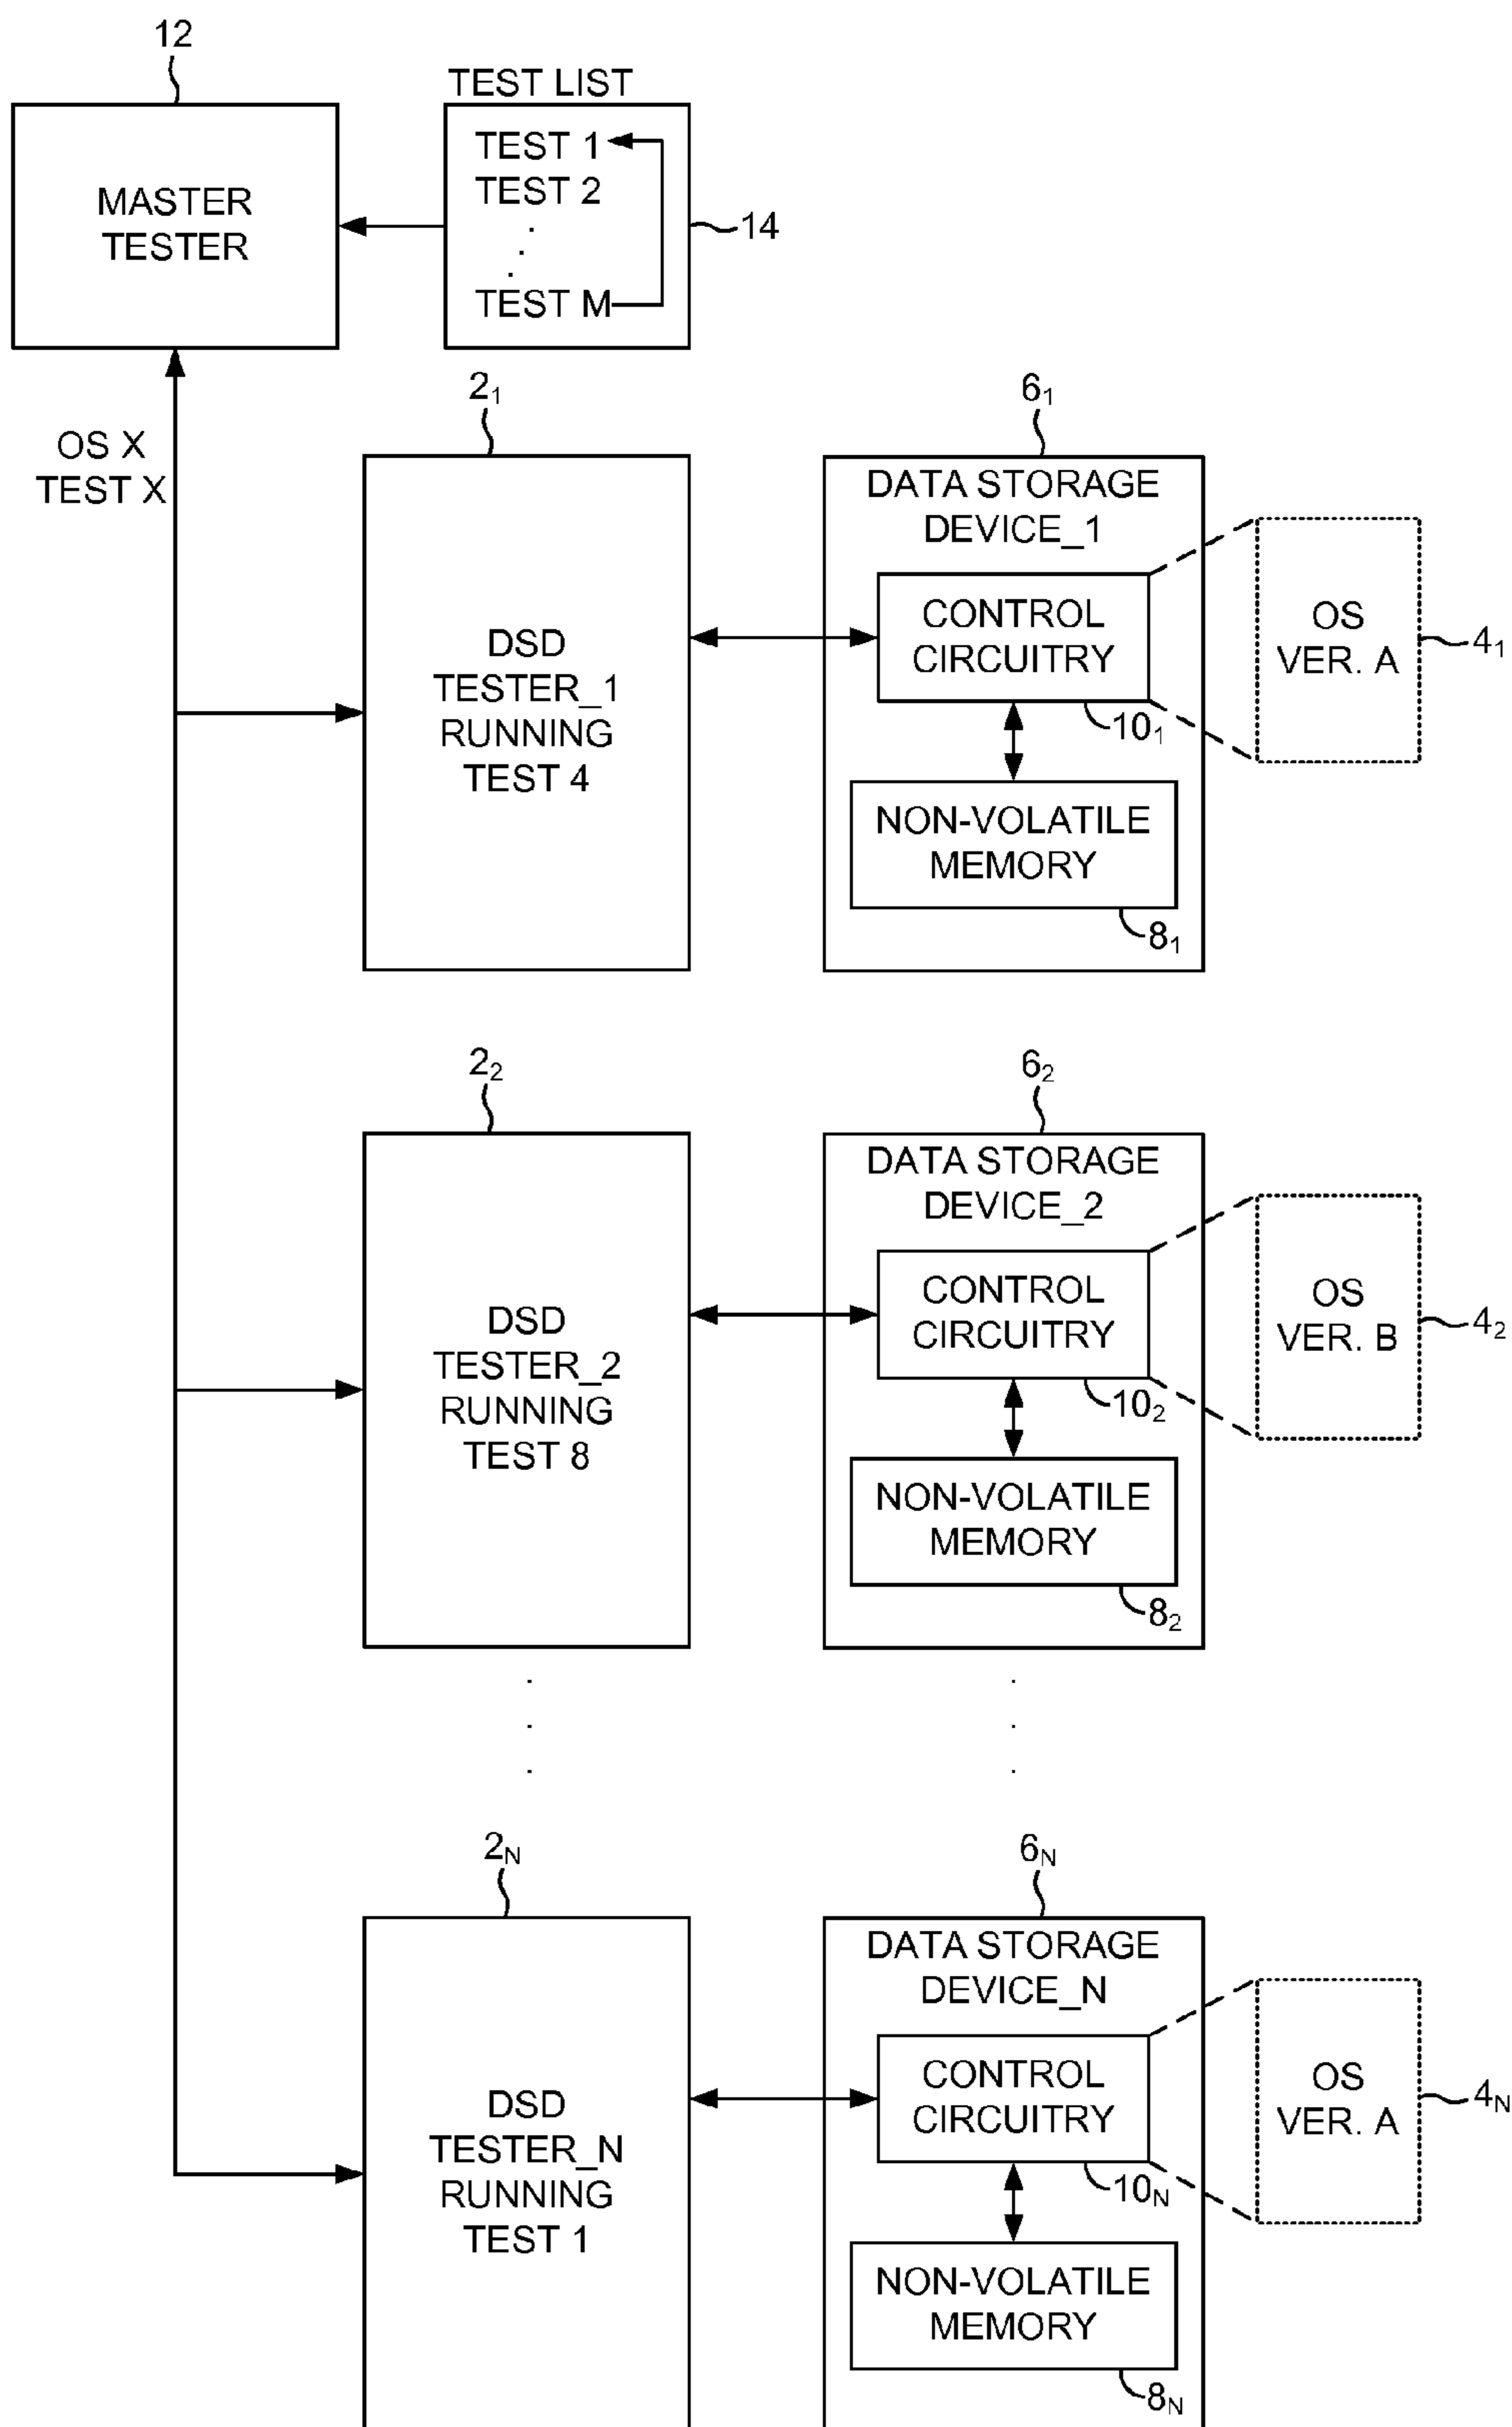 12
TEST LIST
MASTER
TESTER
TEST 1
TEST 2
TEST M
14
OS X
TEST X
2₁
DSD
TESTER_1
RUNNING
TEST 4
6₁
DATA STORAGE
DEVICE_1
CONTROL
CIRCUITRY
10₁
NON-VOLATILE
MEMORY
8₁
OS
VER. A
4₁
2₂
DSD
TESTER_2
RUNNING
TEST 8
6₂
DATA STORAGE
DEVICE_2
CONTROL
CIRCUITRY
10₂
NON-VOLATILE
MEMORY
8₂
OS
VER. B
4₂
2N
DSD
TESTER_N
RUNNING
TEST 1
6N
DATA STORAGE
DEVICE_N
CONTROL
CIRCUITRY
10N
NON-VOLATILE
MEMORY
8N
OS
VER. A
4N